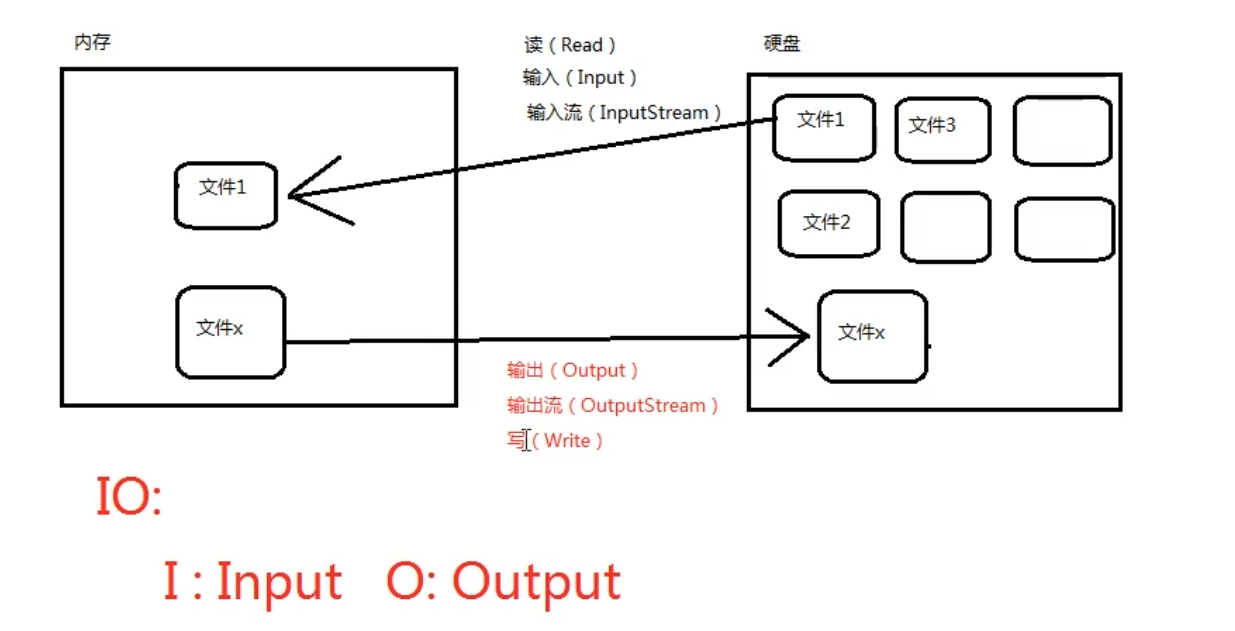 内存
读（Read）
硬盘
输入（Input）
输入流（InputStream）
文件1
文件3
文件1
文件2
文件x
文件x
输出（Output）
输出流（OutputStream）
写（Write）
IO:
I : Input O: Output